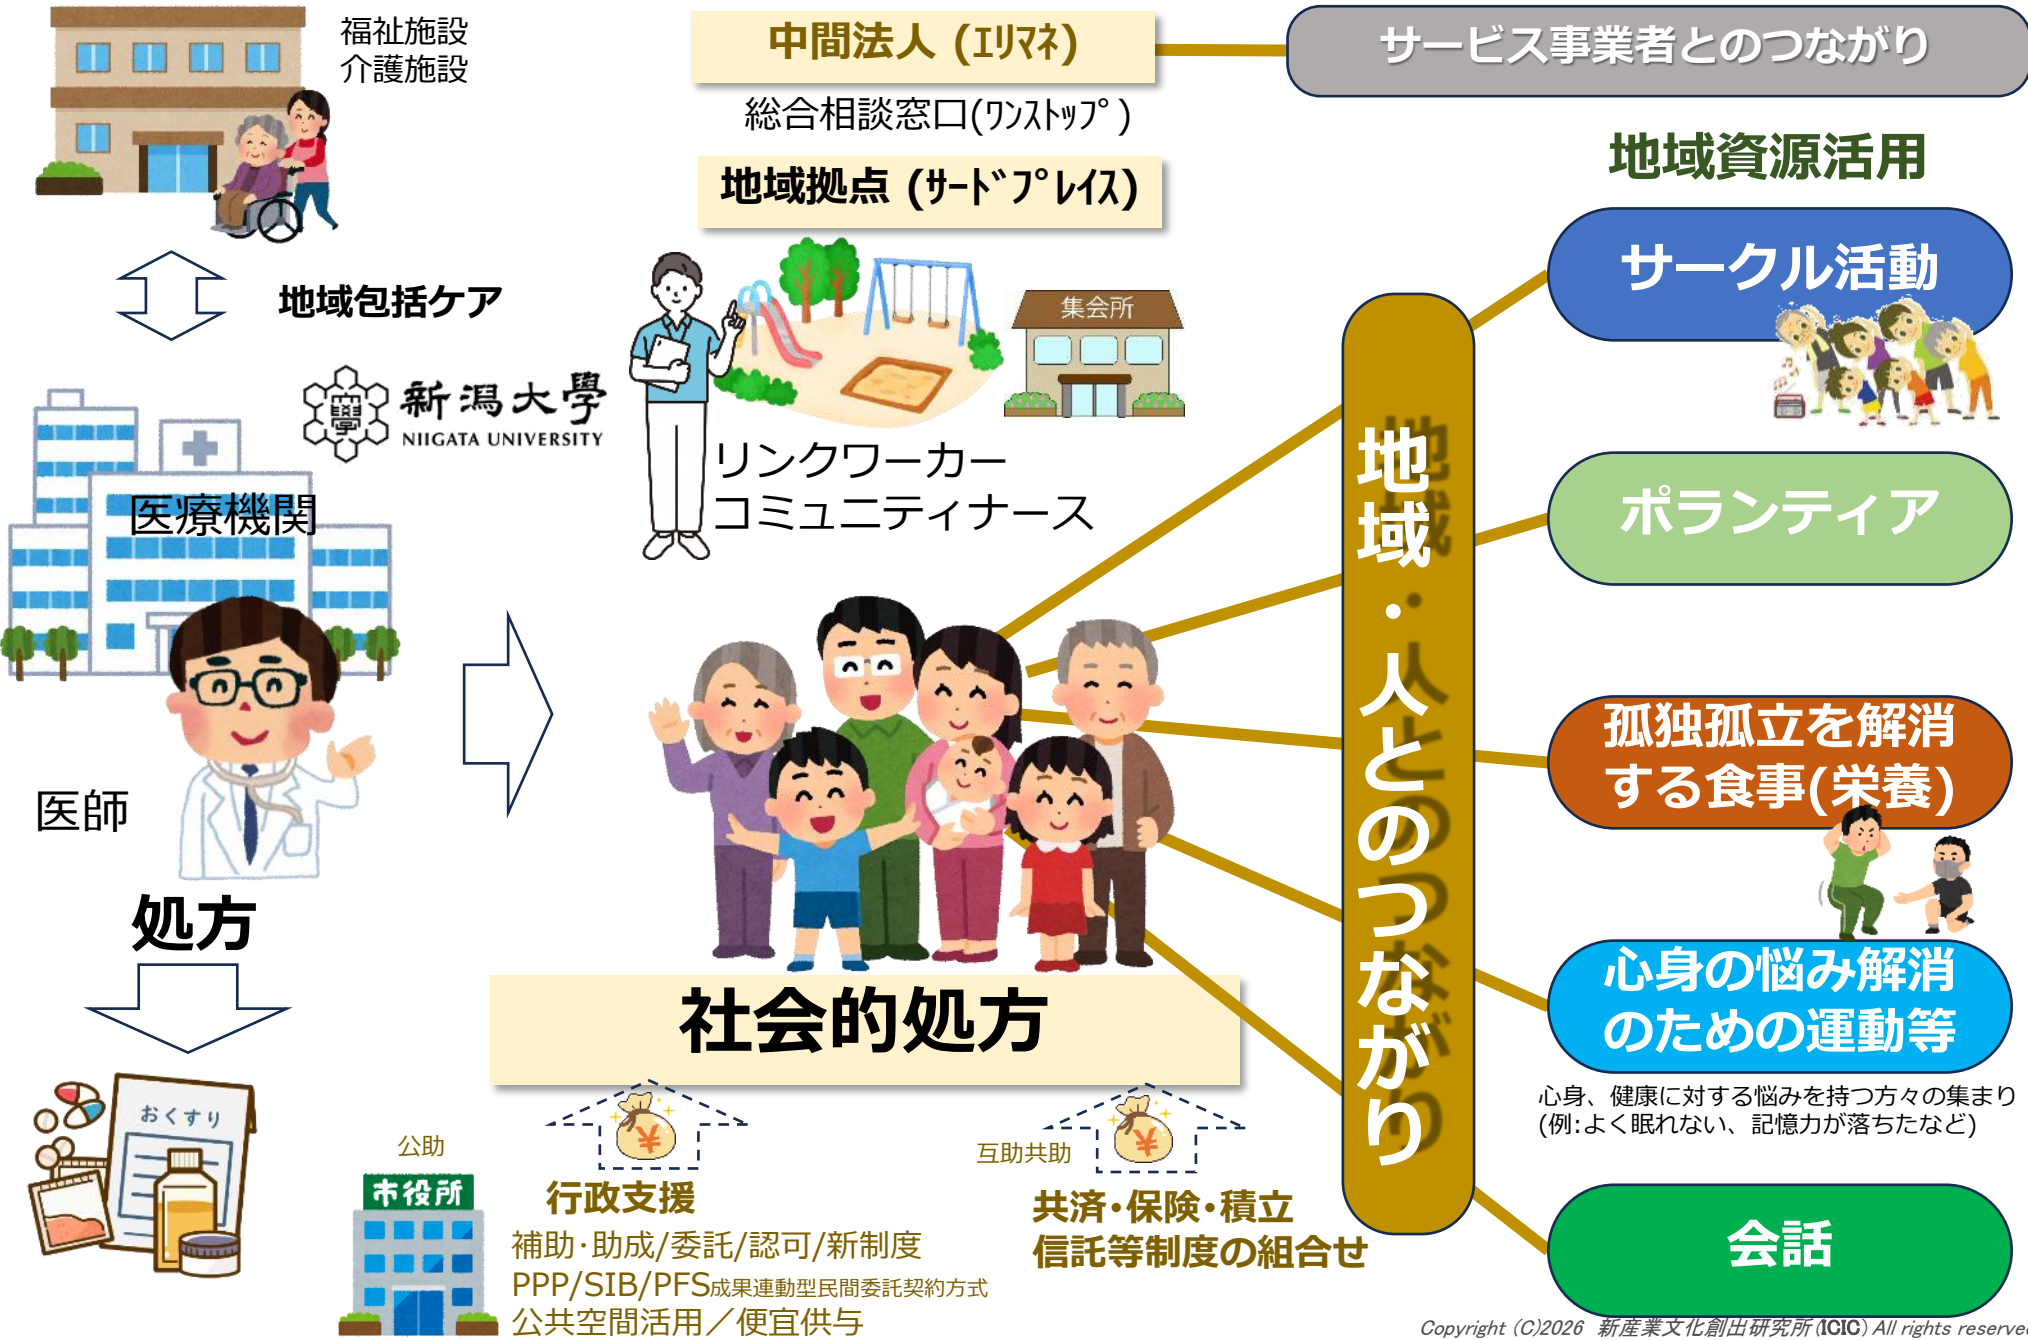 福祉施設
介護施設
中間法人 (ｴﾘﾏﾈ)
サービス事業者とのつながり
総合相談窓口(ﾜﾝｽﾄｯﾌﾟ)
地域拠点 (ｻｰﾄﾞﾌﾟﾚｲｽ)
地域資源活用
サークル活動
地域包括ケア
集会所
新潟大學
NIIGATA UNIVERSITY
リンクワーカー
コミュニティナース
医療機関
地域・人とのつながり
ボランティア
孤独孤立を解消
する食事(栄養)
医師
処方
社会的処方
心身の悩み解消
のための運動等
心身、健康に対する悩みを持つ方々の集まり
(例:よく眠れない、記憶力が落ちたなど)
おくすり
公助
市役所
行政支援
補助･助成/委託/認可/新制度
PPP/SIB/PFS成果連動型民間委託契約方式
公共空間活用／便宜供与
互助共助
共済･保険･積立
信託等制度の組合せ
会話
Copyright (C)2026 新産業文化創出研究所(ICIC) All rights reserve